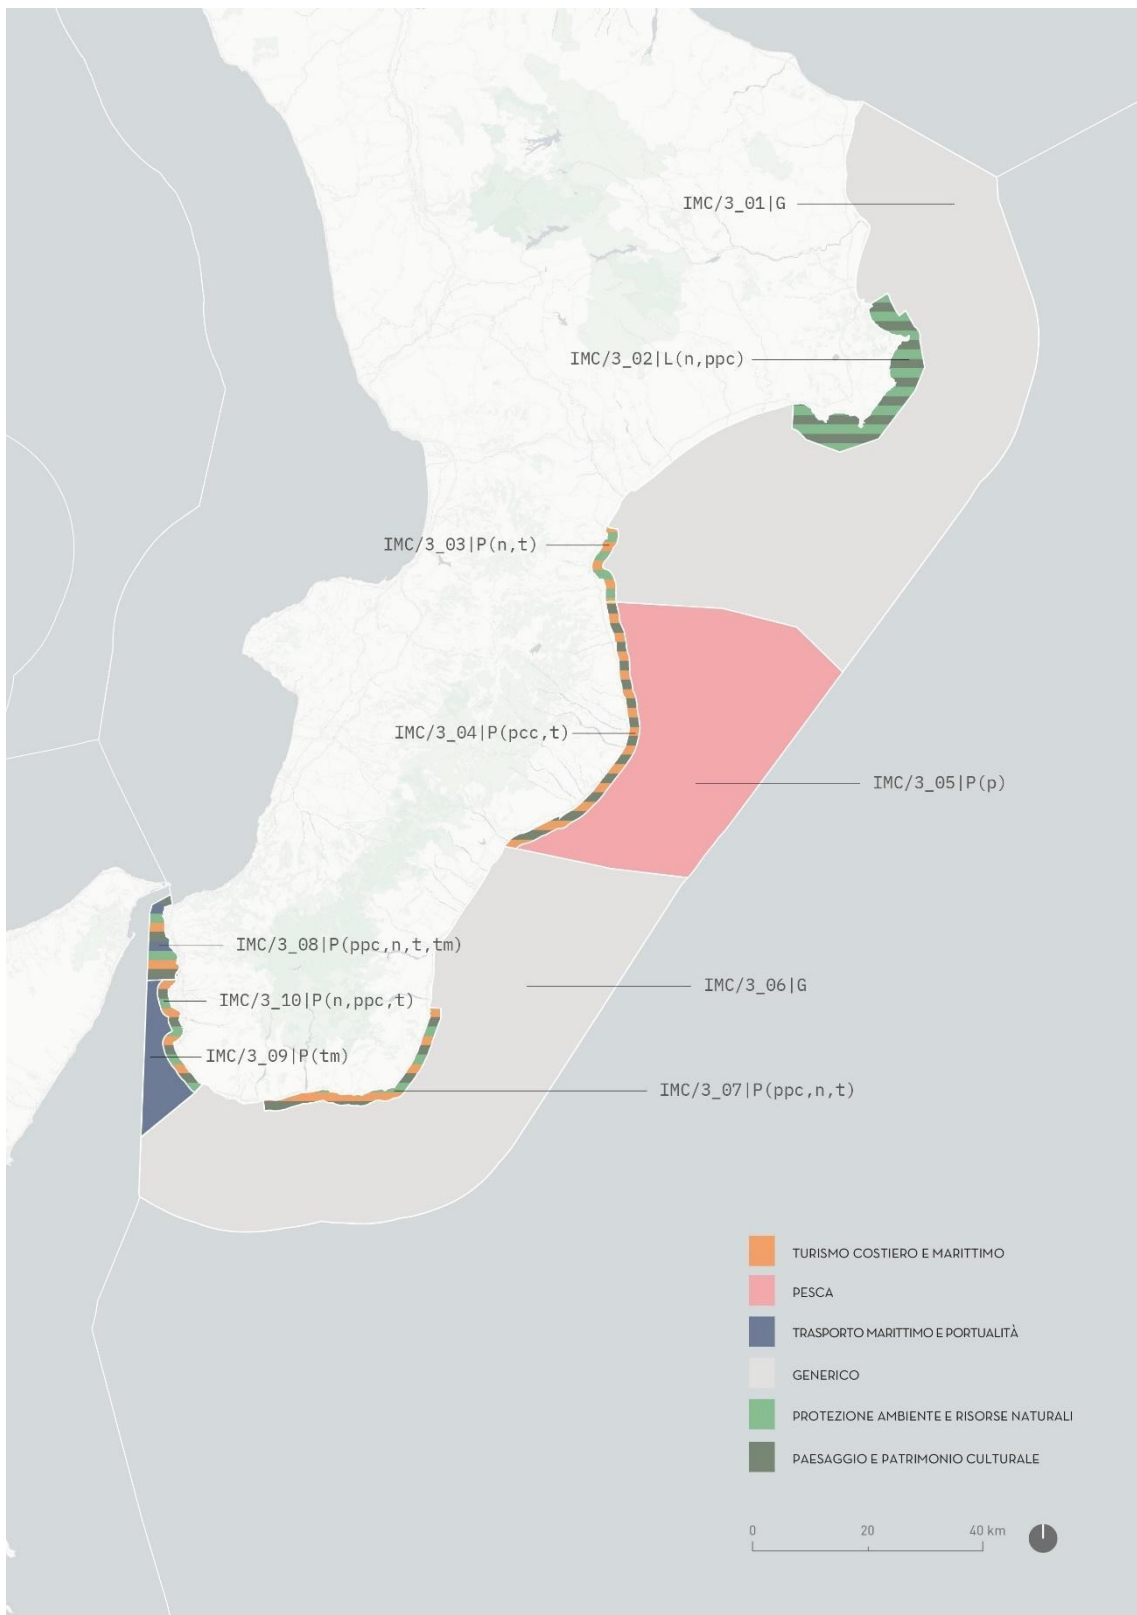 IMC/3_01|G
IMC/3_02|L(n,ppc)
IMC/3_03|P(n,t)
IMC/3_04|P(pcc,t)
IMC/3_05|P(p)
IMC/3_08|P(ppc,n,t,tm)
IMC/3_06|G
IMC/3_10|P(n,ppc,t)
IMC/3_09|P(tm)
IMC/3_07|P(ppc,n,t)
TURISMO COSTIERO E MARITTIMO
PESCA
TRASPORTO MARITTIMO E PORTUALITÀ
GENERICO
PROTEZIONE AMBIENTE E RISORSE NATURALI
PAESAGGIO E PATRIMONIO CULTURALE
0 20 40 km